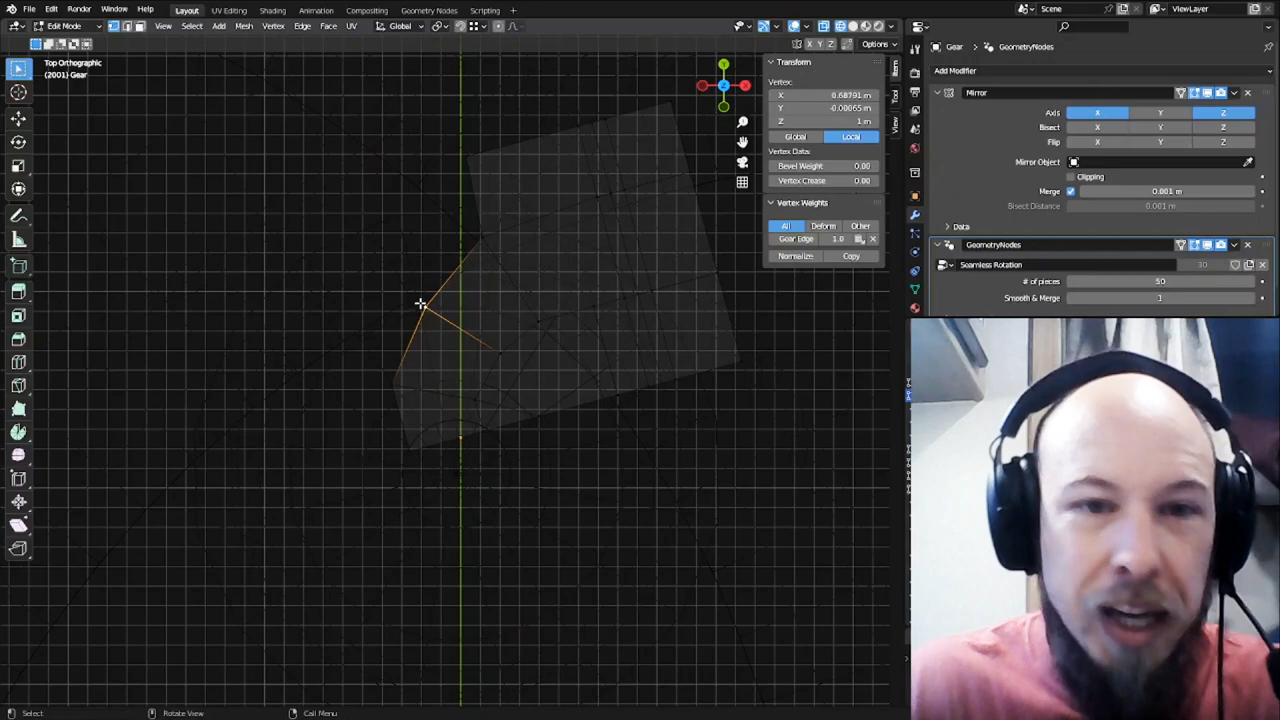 File Edit Render Window Help Layout UV Editing Shading Animation Compositing Geometry Nodes Scripting Scene ViewLayer
Edit Mode View Select Add Mesh Vertex Edge Face UV Global
X Y Z Options
Top Orthographic
(2001) Gear
Transform
Vertex:
X 0.68791 m
Y -0.00065 m
Z 1 m
Global Local
Vertex Data:
Bevel Weight 0.00
Vertex Crease 0.00
Vertex Weights
All Deform Other
Gear Edge 1.0
Normalize Copy
Item
Tool
View
Y
X
Z
Gear GeometryNodes
Add Modifier
Mirror
Axis X Y Z
Bisect X Y Z
Flip X Y Z
Mirror Object
Clipping
Merge 0.001 m
Bisect Distance 0.001 m
Data
GeometryNodes
Seamless Rotation 30
# of pieces 50
Smooth & Merge 1
Select Rotate View Call Menu